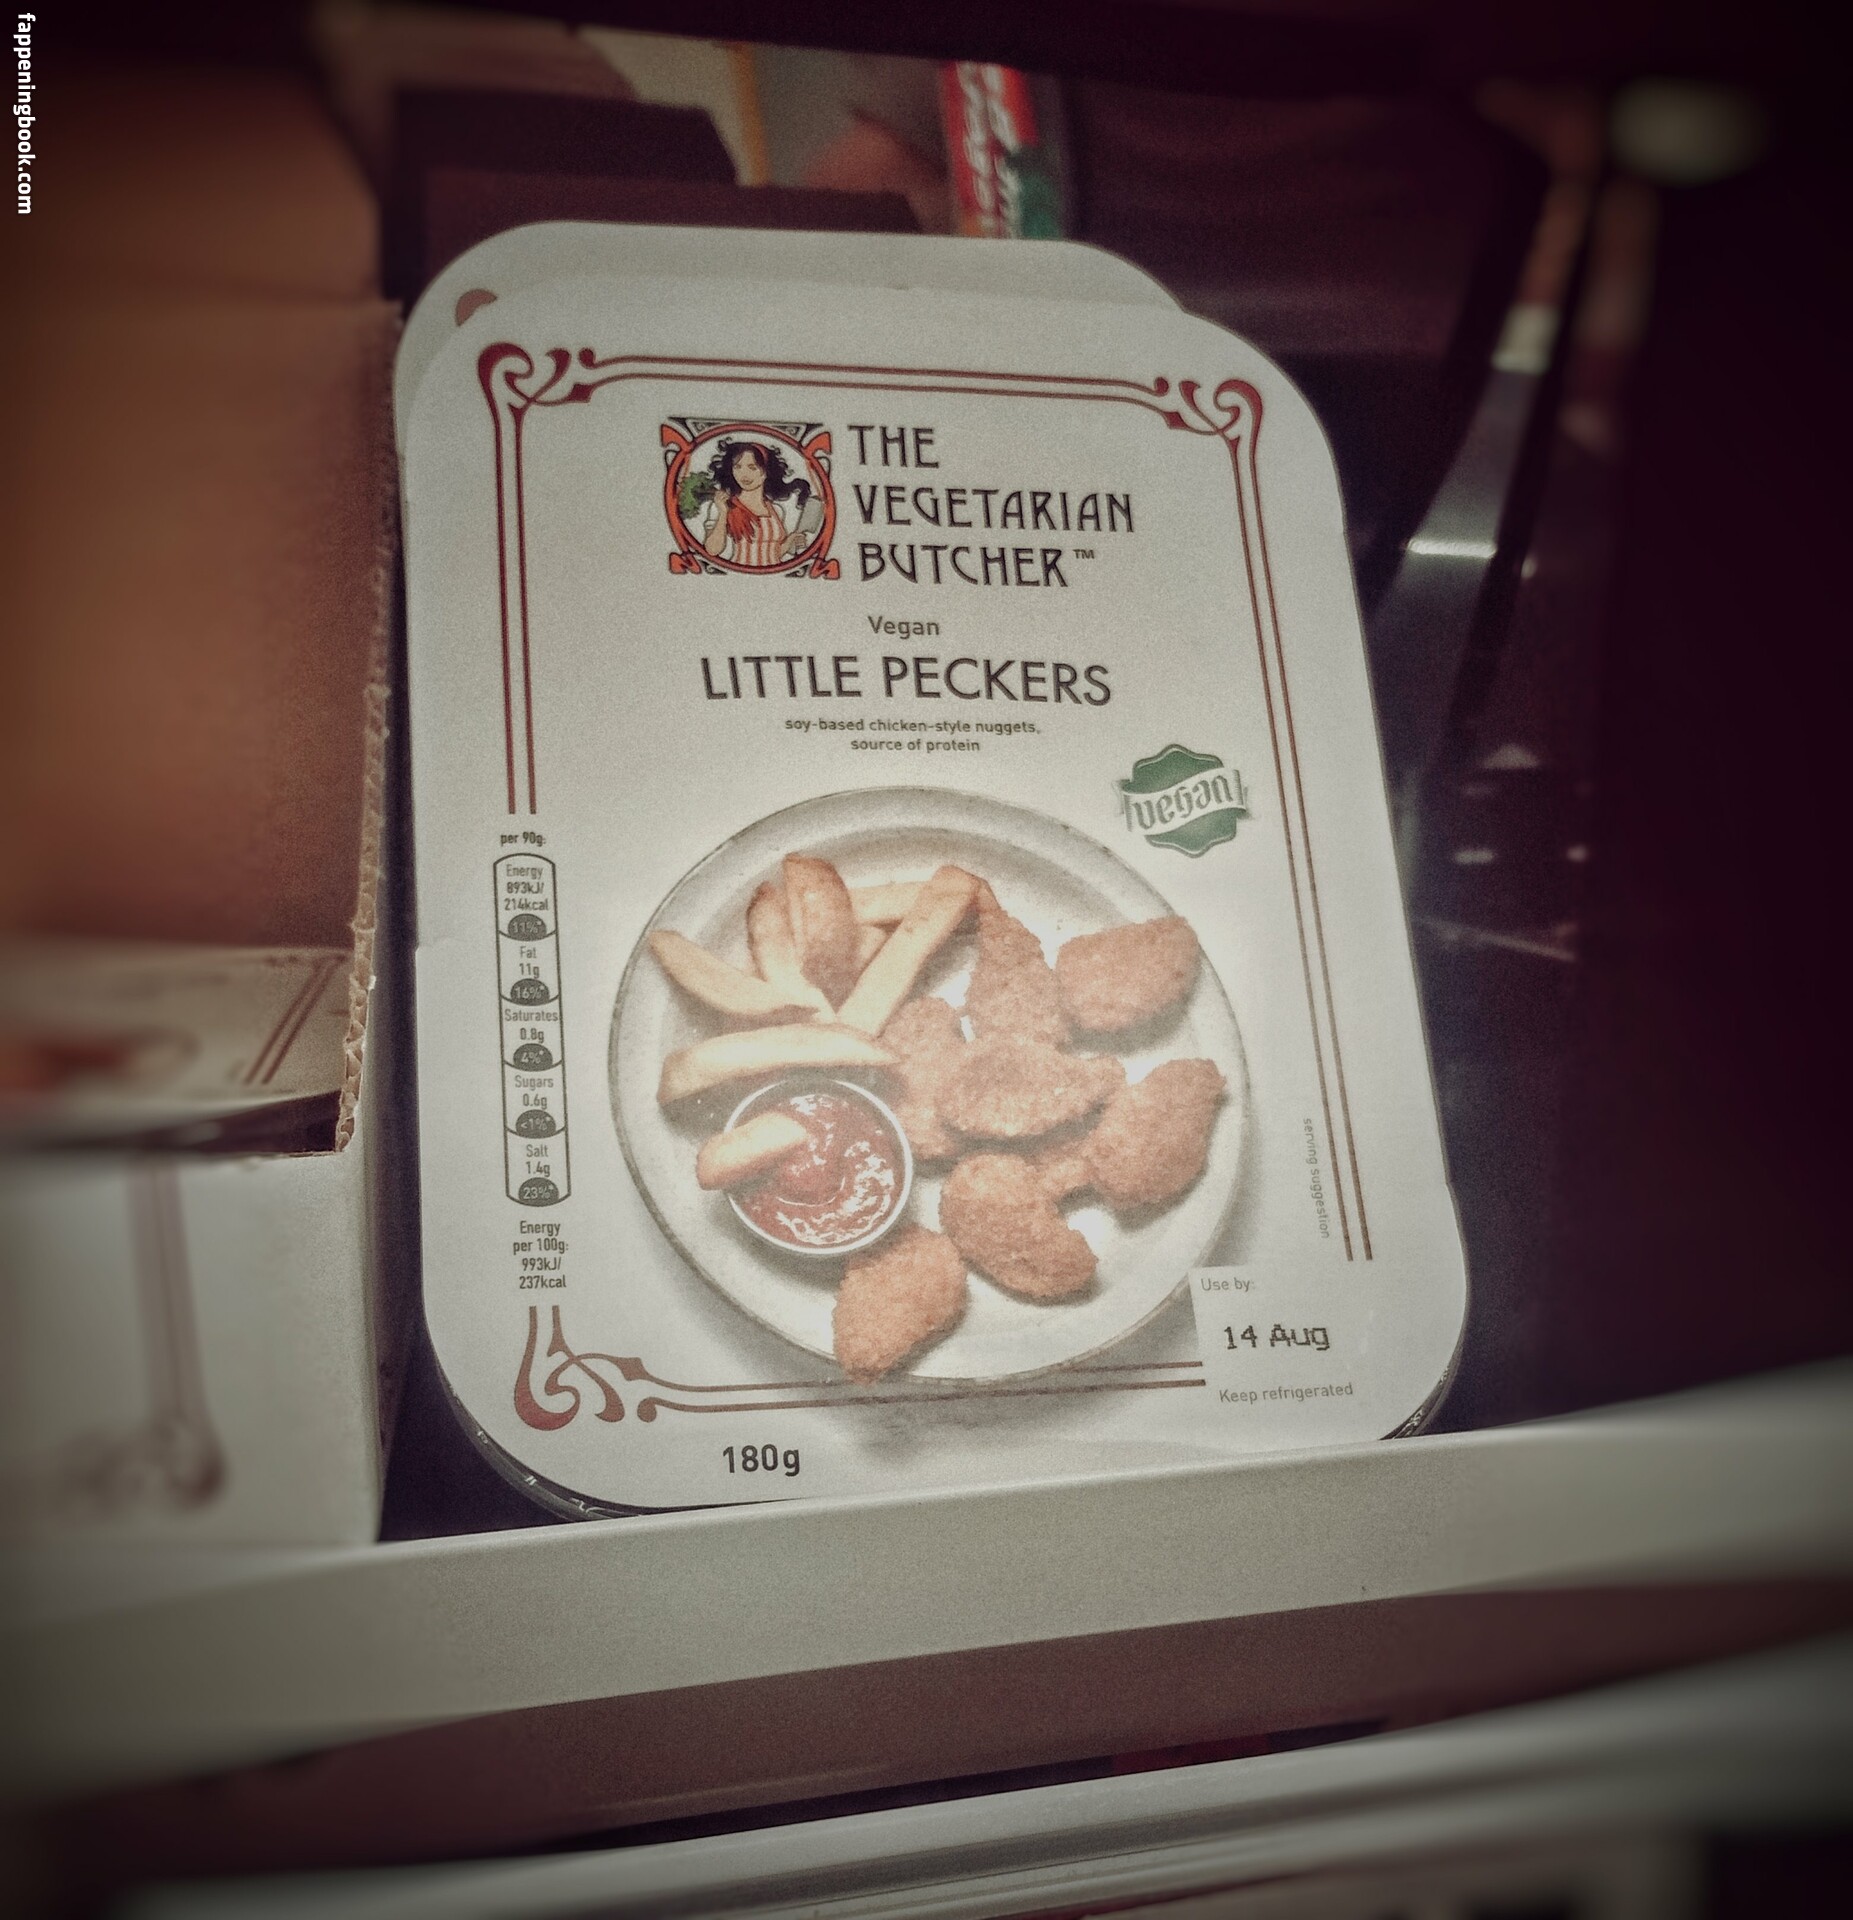 fappeningbook.com
THE
VEGETARIAN
BUTCHER™
Vegan
LITTLE PECKERS
soy-based chicken-style nuggets,
source of protein
vegan
per 90g:
Energy
893kJ/
214kcal
11%*
Fat
11g
16%*
Saturates
0.8g
4%*
Sugars
0.6g
<1%*
Salt
1.4g
23%*
Energy
per 100g:
993kJ/
237kcal
serving suggestion
Use by:
14 Aug
Keep refrigerated
180g